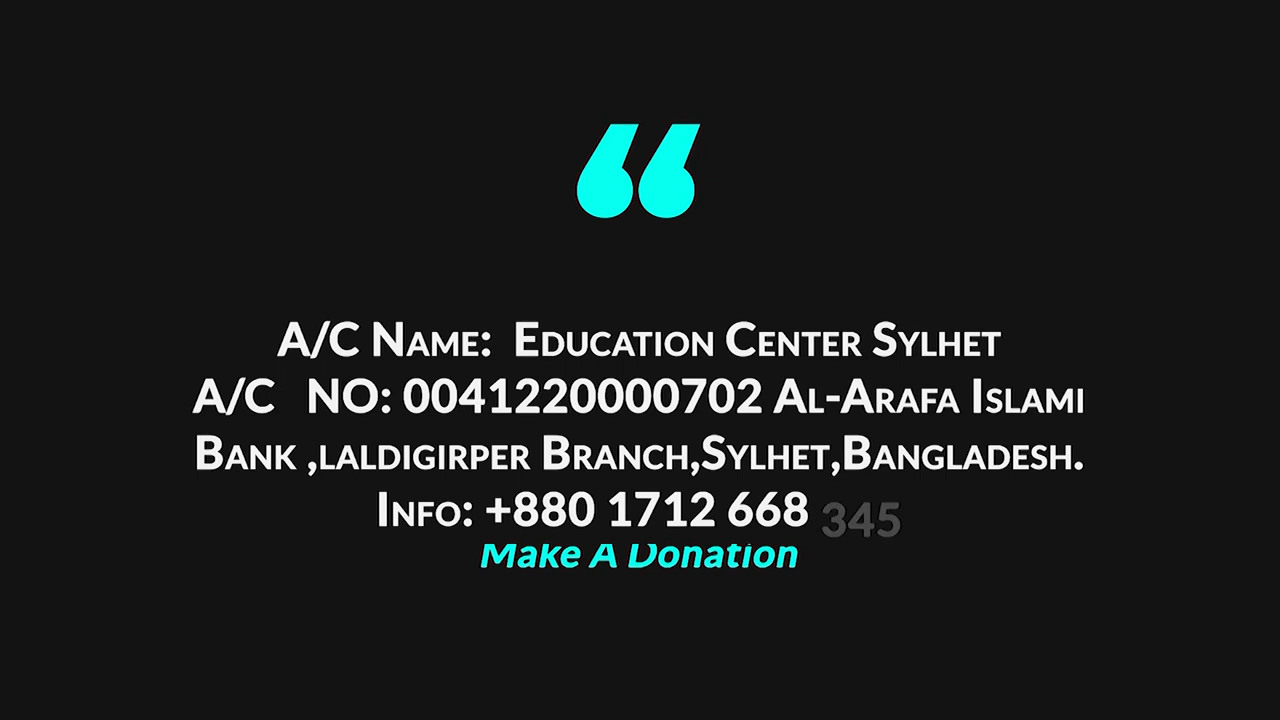 “
A/C Name: Education Center Sylhet
A/C NO: 0041220000702 Al-Arafa Islami
Bank ,laldigirper Branch,Sylhet,Bangladesh.
Info: +880 1712 668 345
Make A Donation